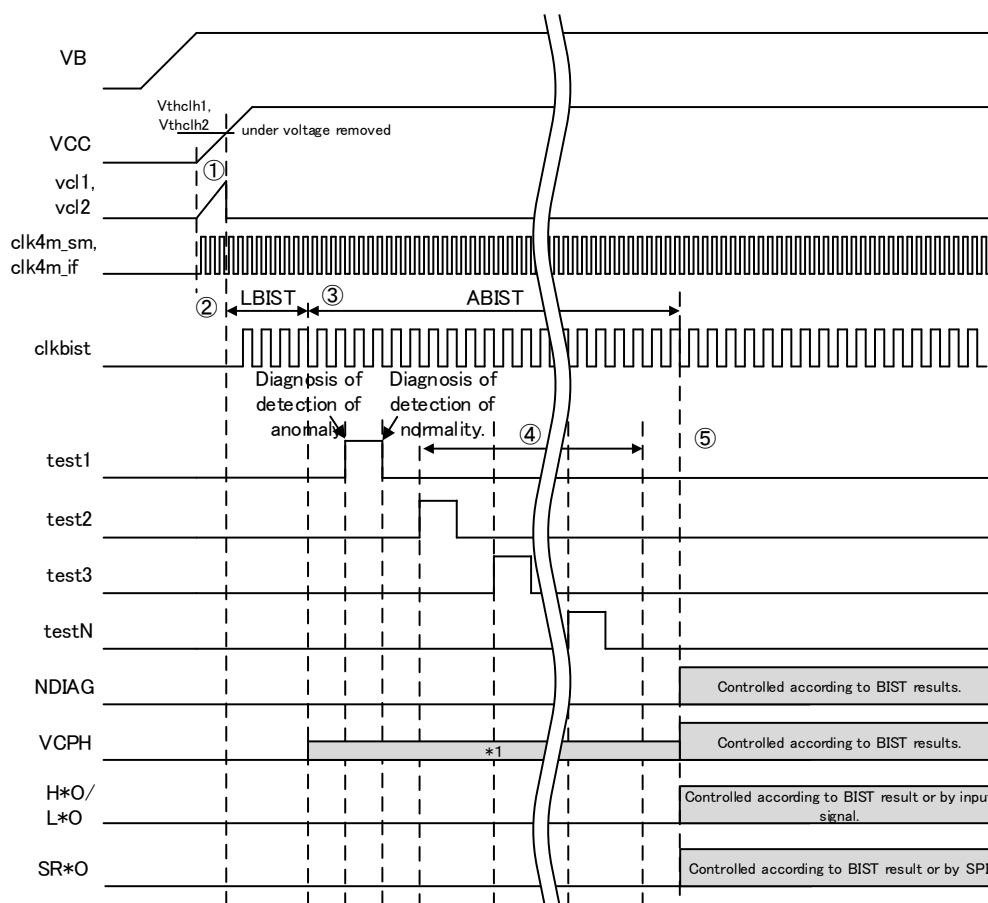 VB
Vthclh1,
Vthclh2
under voltage removed
VCC
①
vcl1,
vcl2
clk4m_sm,
clk4m_if
②
LBIST
③
ABIST
clkbist
Diagnosis of
detection of
anomaly.
Diagnosis of
detection of
normality.
④
⑤
test1
test2
test3
testN
NDIAG
Controlled according to BIST results.
VCPH
*1
Controlled according to BIST results.
H*O/
L*O
Controlled according to BIST result or by input
signal.
SR*O
Controlled according to BIST result or by SPI